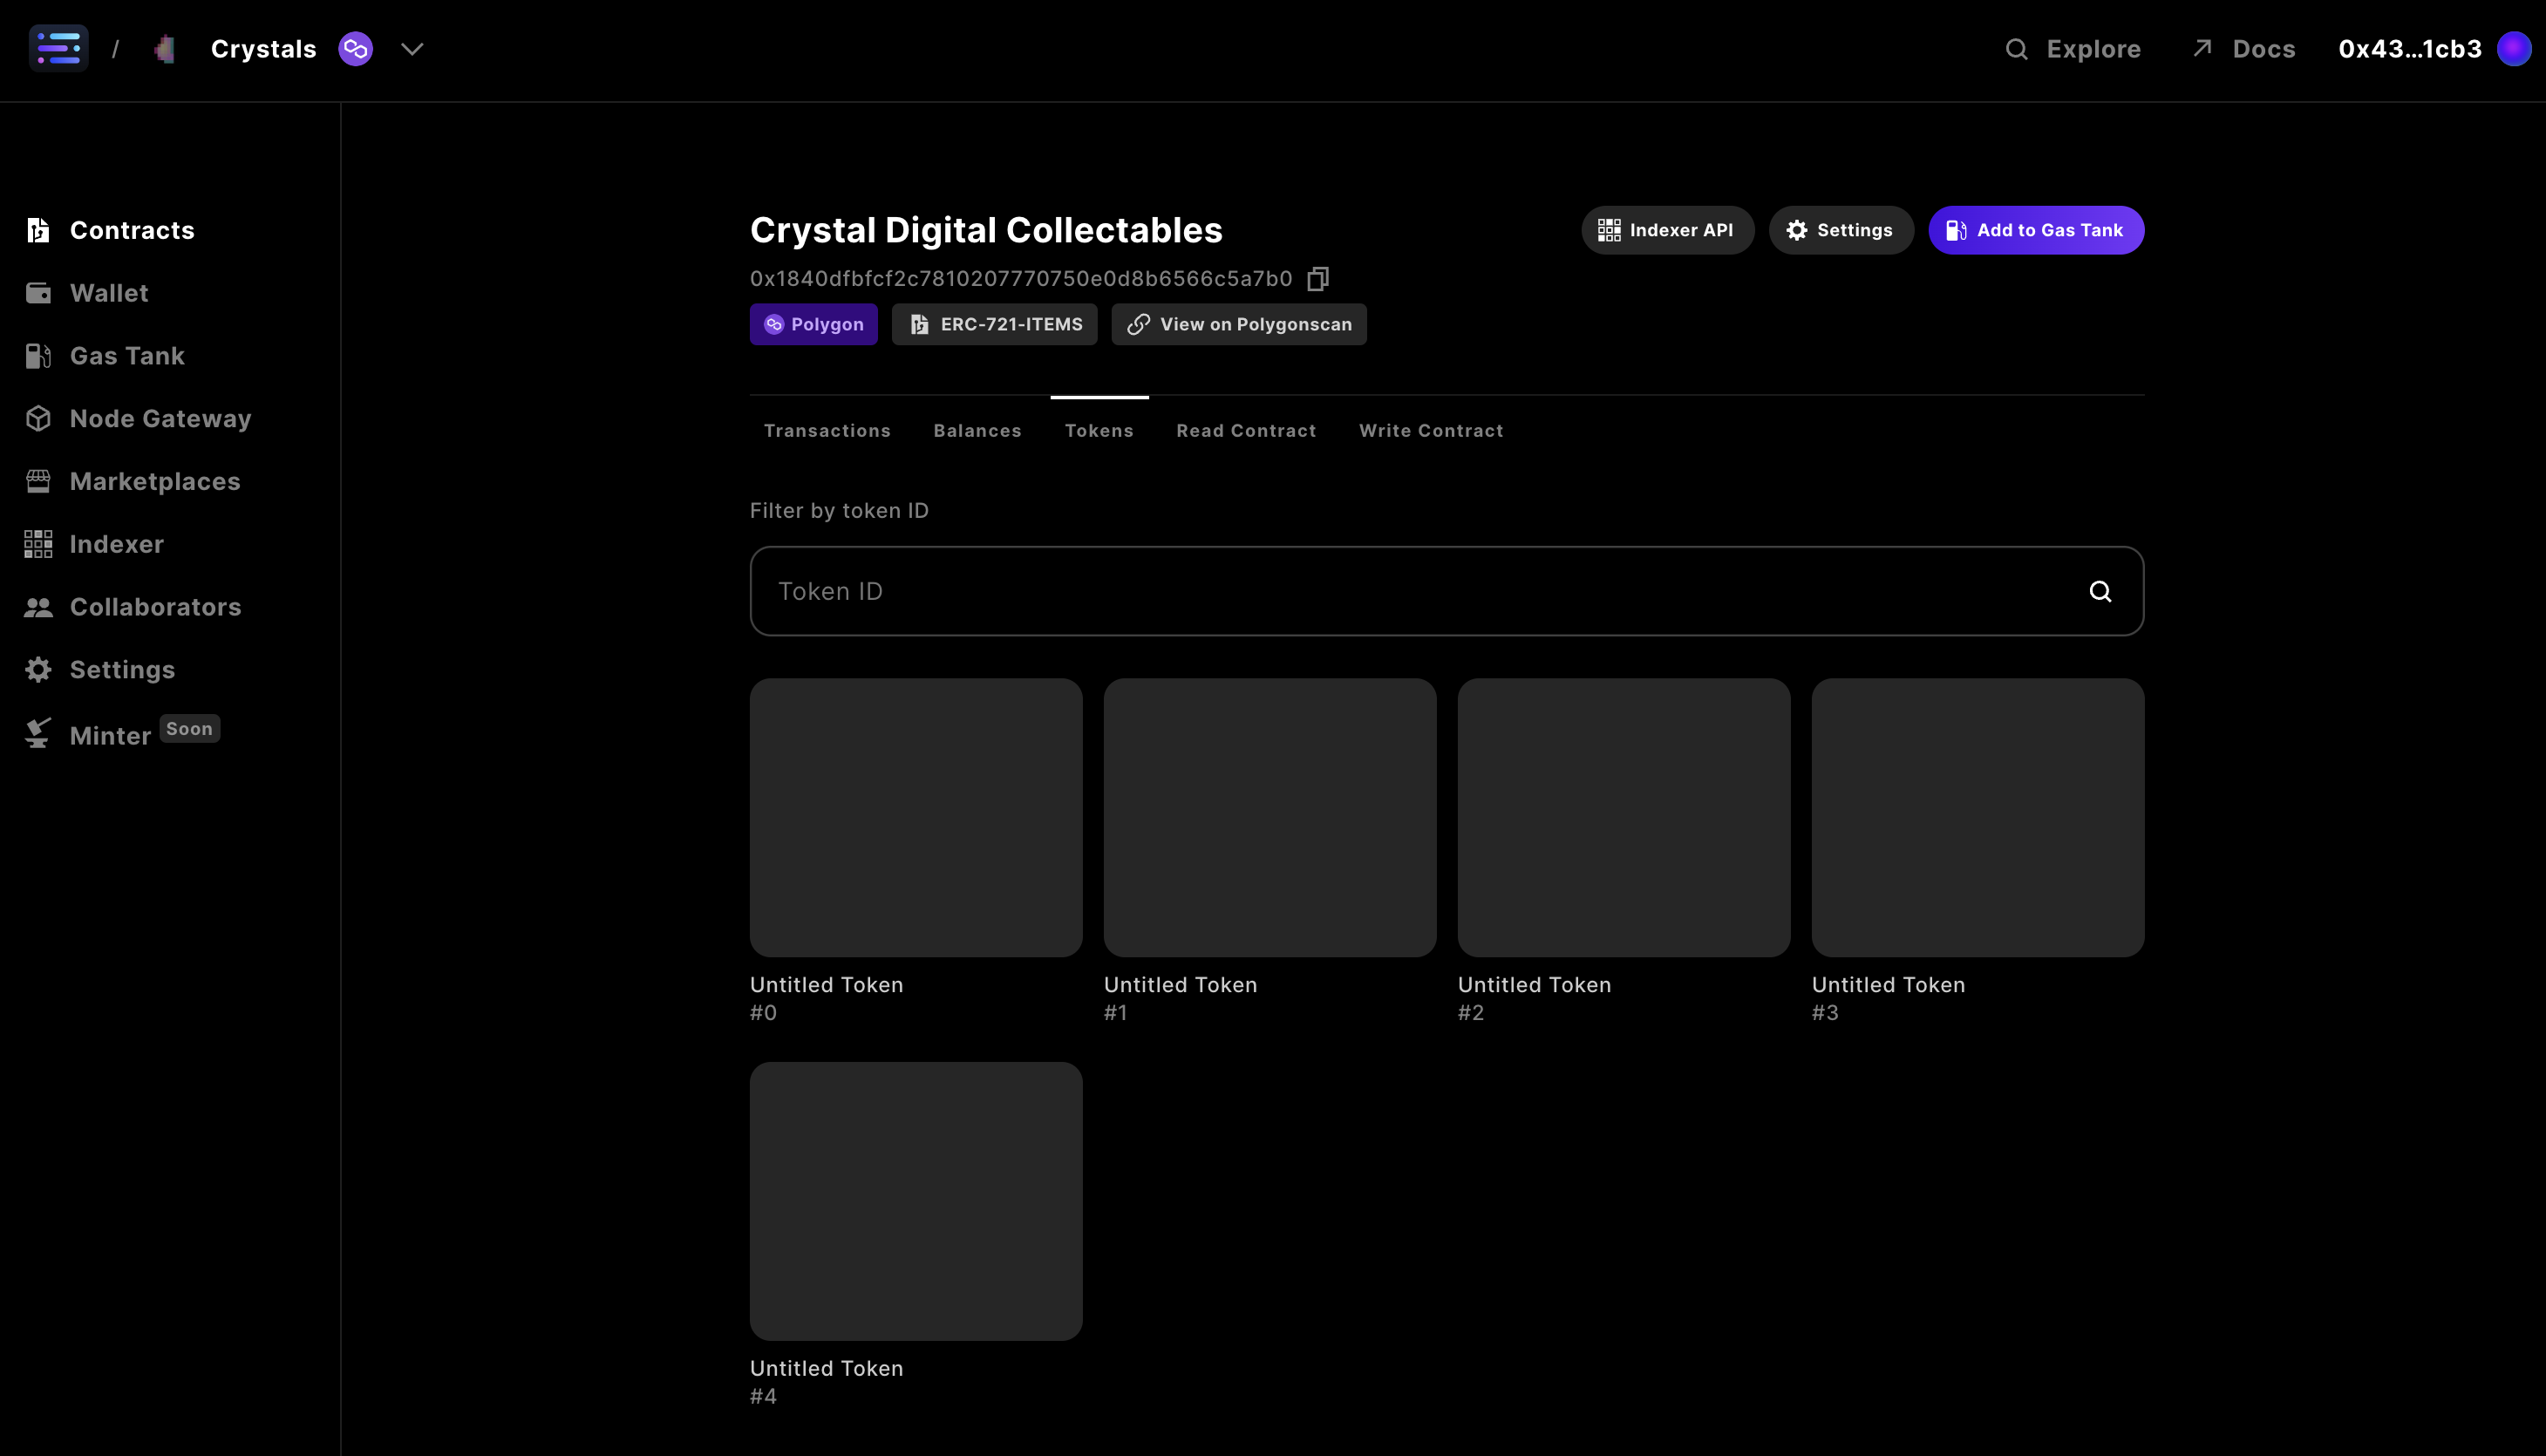 / Crystals
Explore Docs 0x43...1cb3
Contracts
Wallet
Gas Tank
Node Gateway
Marketplaces
Indexer
Collaborators
Settings
Minter Soon
Crystal Digital Collectables
Indexer API Settings Add to Gas Tank
0x1840dfbfcf2c7810207770750e0d8b6566c5a7b0
Polygon ERC-721-ITEMS View on Polygonscan
Transactions Balances Tokens Read Contract Write Contract
Filter by token ID
Token ID
Untitled Token Untitled Token Untitled Token Untitled Token
#0 #1 #2 #3
Untitled Token
#4